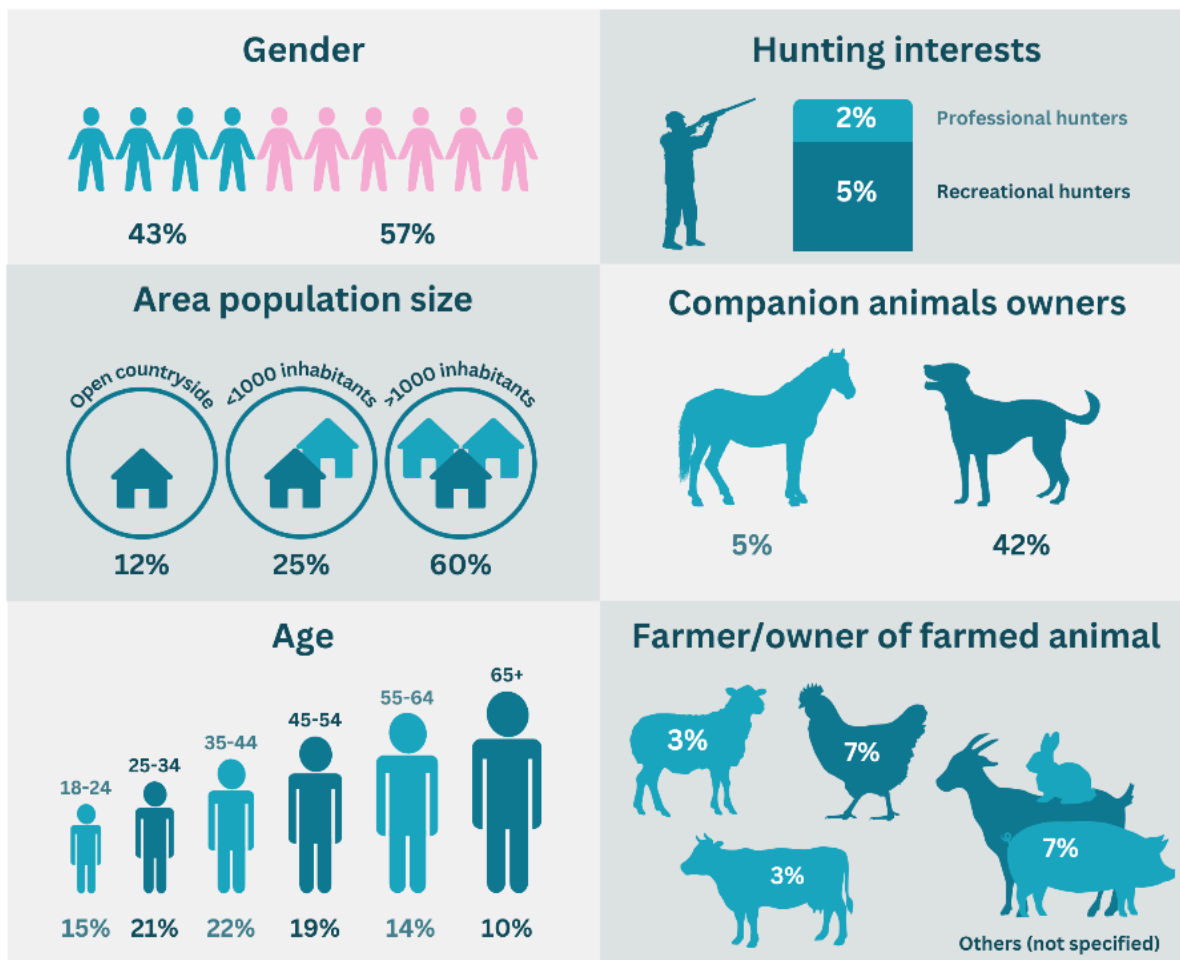 Gender
43%
57%
Hunting interests
2%
Professional hunters
5%
Recreational hunters
Area population size
Open countryside
<1000 inhabitants
>1000 inhabitants
12%
25%
60%
Companion animals owners
5%
42%
Age
18-24
25-34
35-44
45-54
55-64
65+
15%
21%
22%
19%
14%
10%
Farmer/owner of farmed animal
3%
7%
3%
7%
Others (not specified)